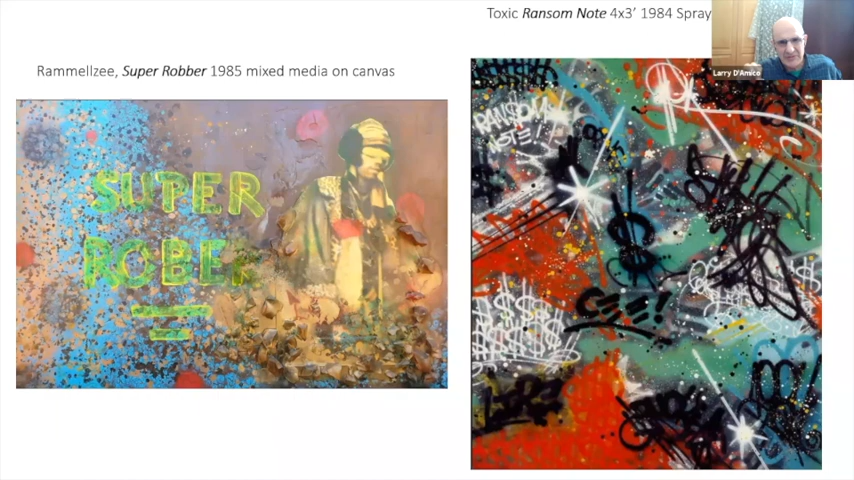 Toxic Ransom Note 4x3’ 1984 Spray
Larry D'Amico
Rammellzee, Super Robber 1985 mixed media on canvas
SUPER
ROBER
RANSOM
NOTE!